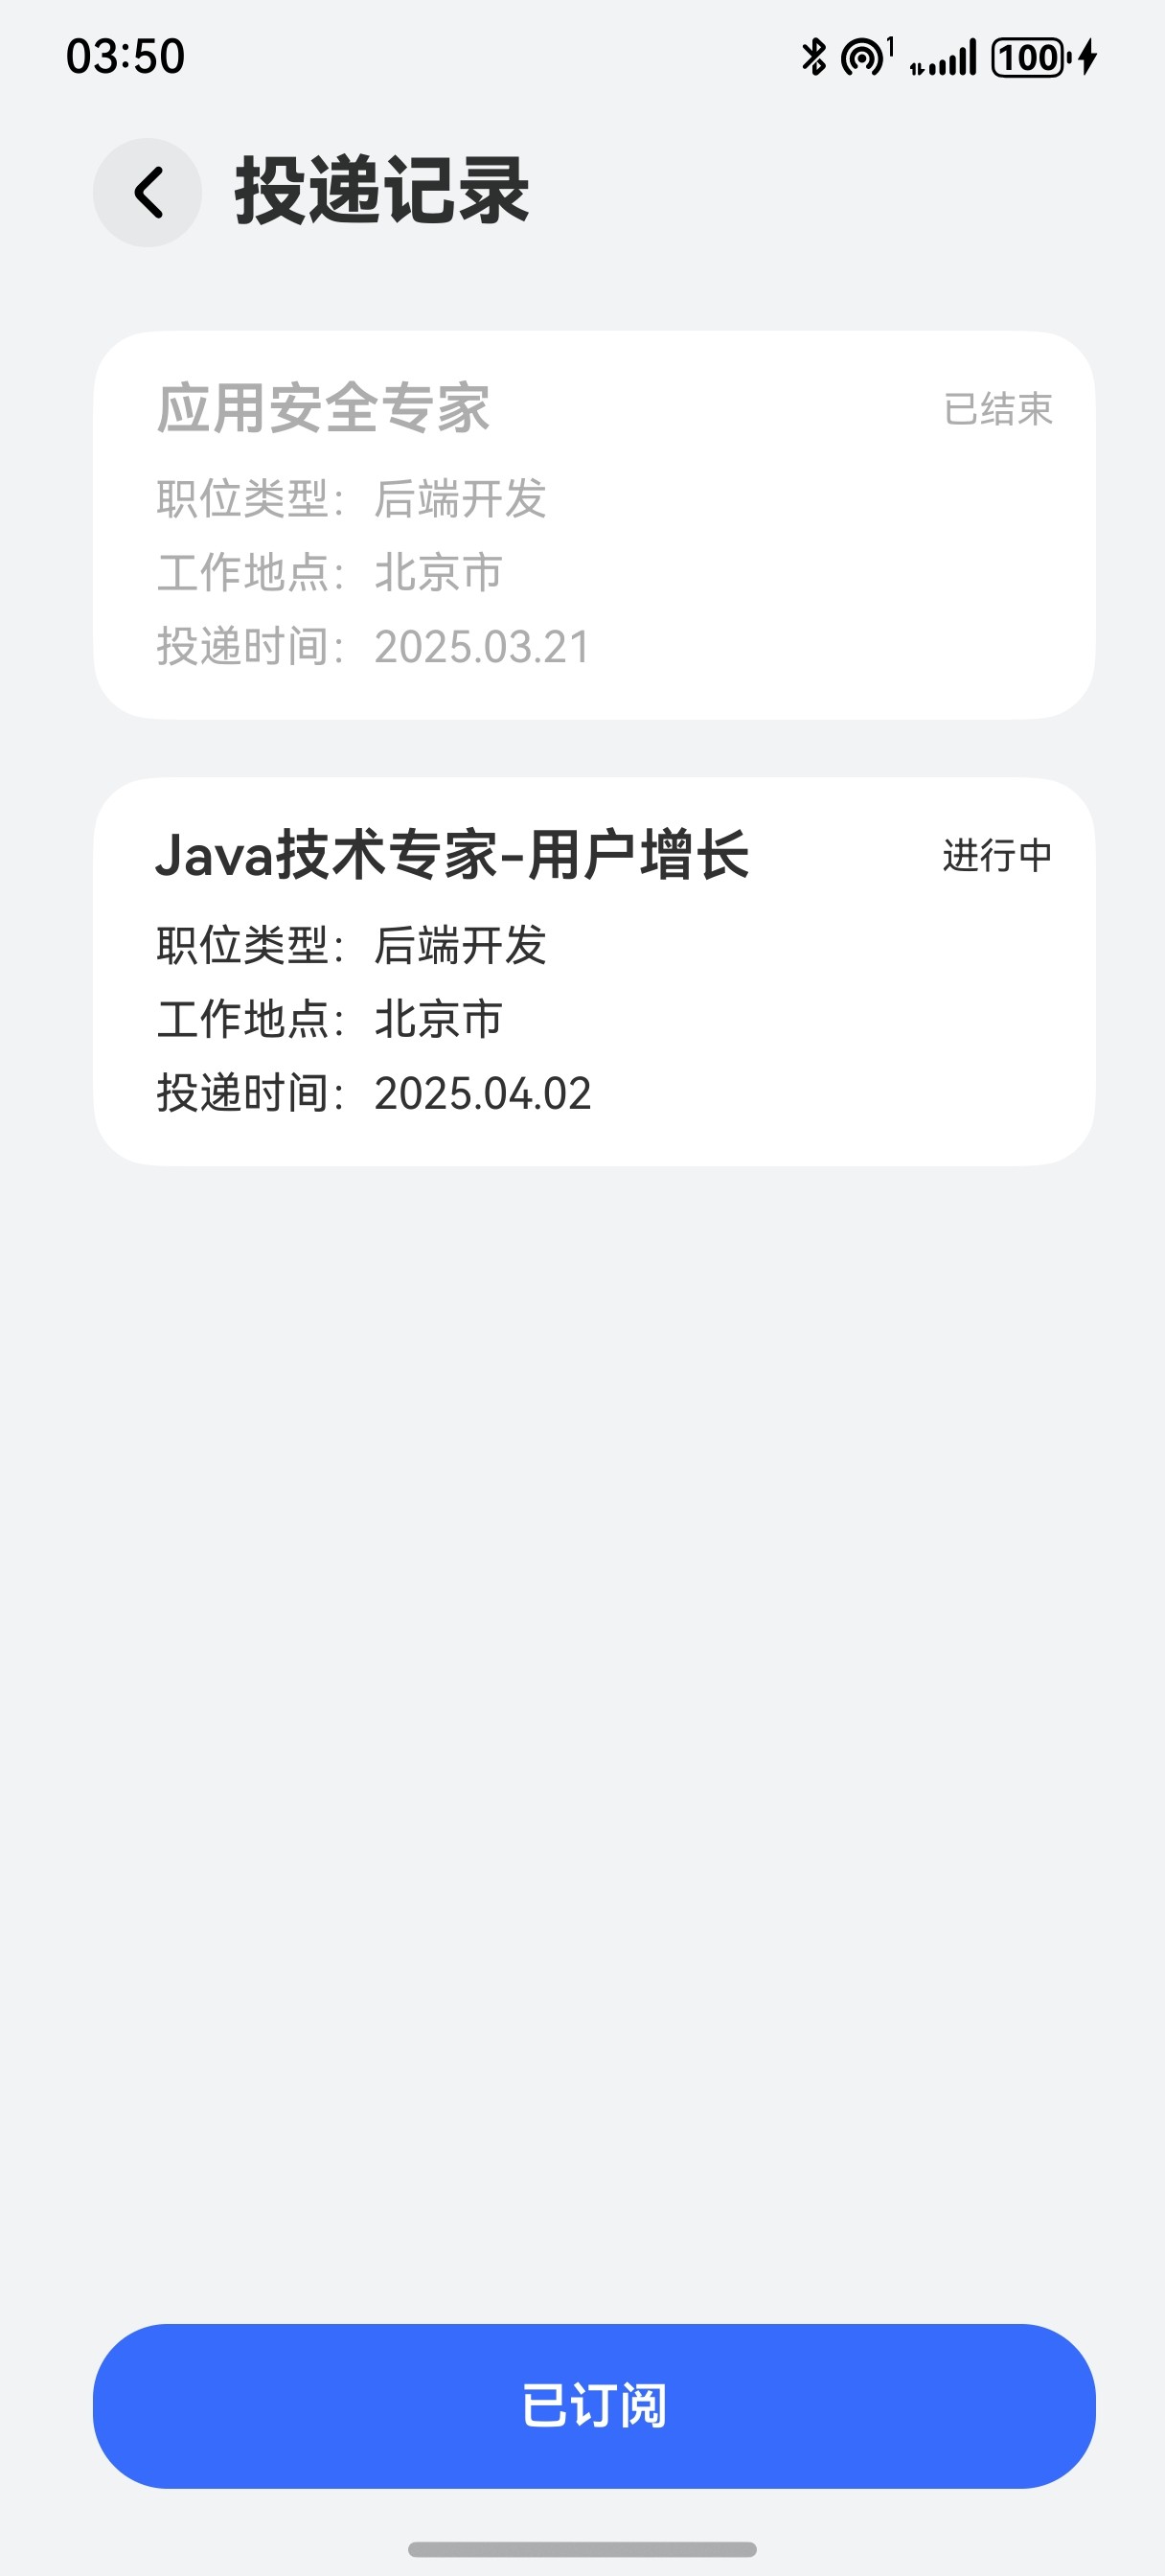 03:50
1
100
投递记录
应用安全专家 已结束
职位类型： 后端开发
工作地点： 北京市
投递时间： 2025.03.21
Java技术专家-用户增长 进行中
职位类型： 后端开发
工作地点： 北京市
投递时间： 2025.04.02
已订阅